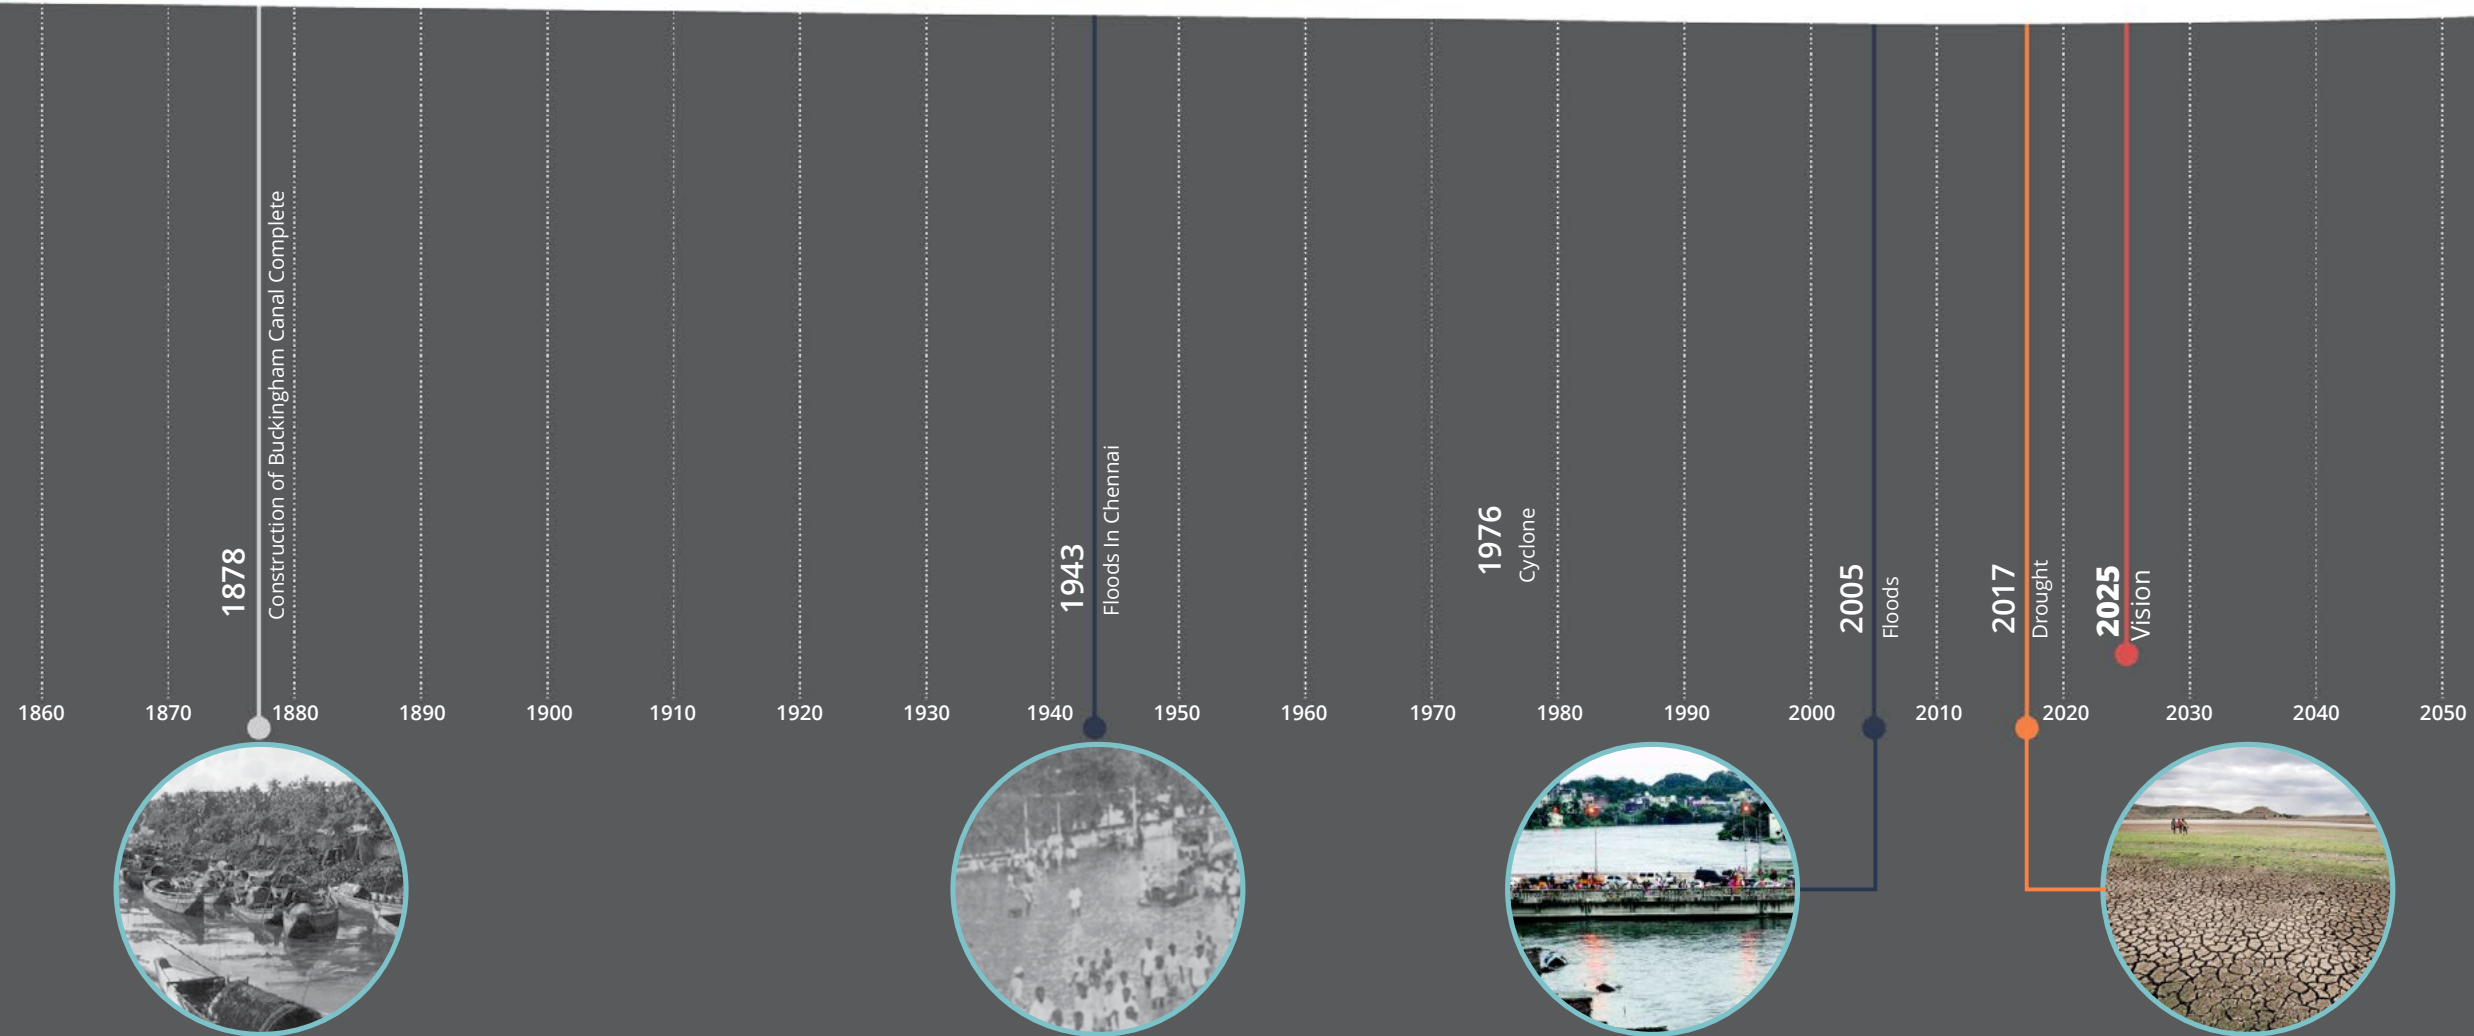 1878
Construction of Buckingham Canal Complete
1943
Floods In Chennai
1976
Cyclone
2005
Floods
2017
Drought
2025
Vision
1860 1870 1880 1890 1900 1910 1920 1930 1940 1950 1960 1970 1980 1990 2000 2010 2020 2030 2040 2050